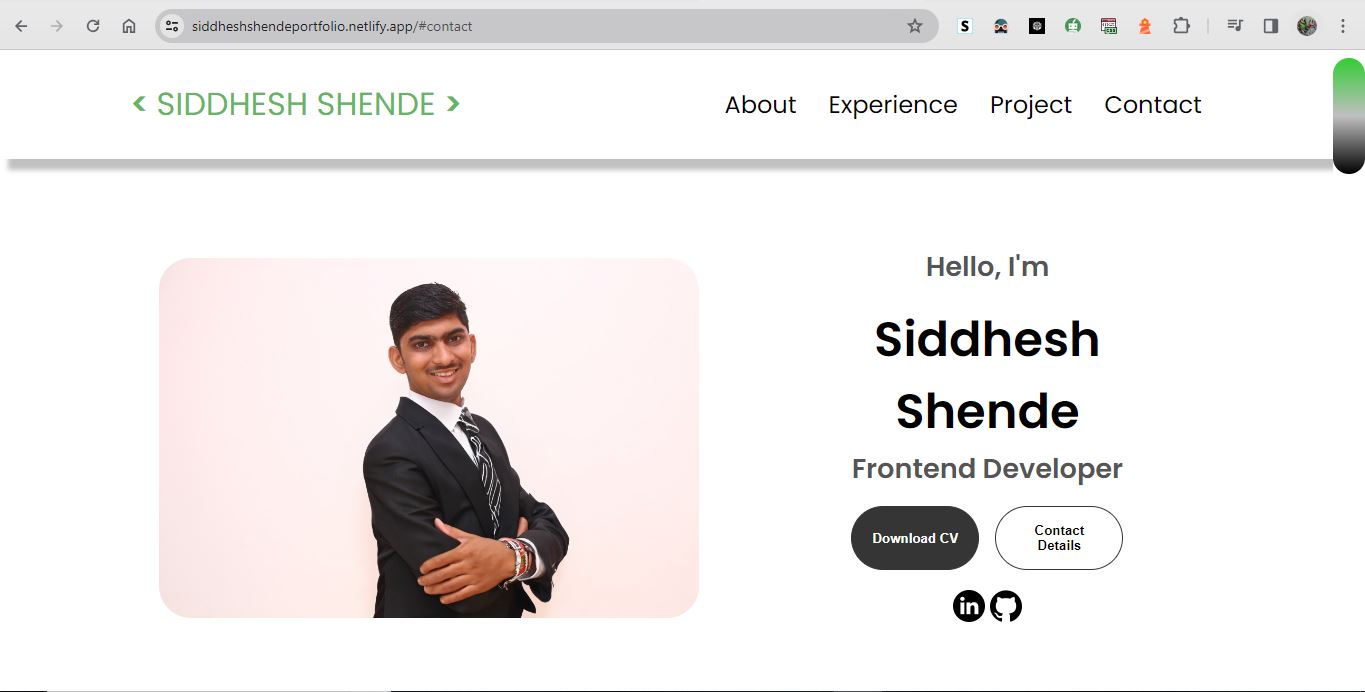 siddheshshendeportfolio.netlify.app/#contact
< SIDDHESH SHENDE >
About Experience Project Contact
Hello, I'm
Siddhesh
Shende
Frontend Developer
Download CV
Contact
Details
in